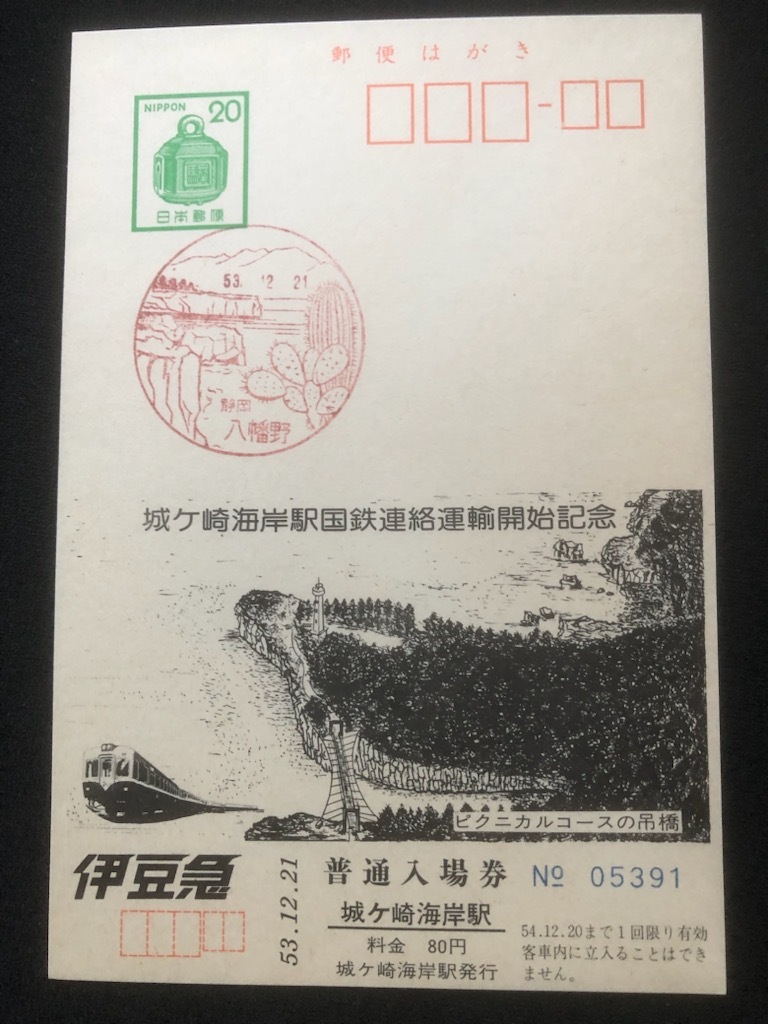 郵便はがき
NIPPON 20
日本郵便
53. 12 21
静岡
八幡野
城ケ崎海岸駅国鉄連絡運輸開始記念
ピクニカルコースの吊橋
伊豆急
53.12.21
普通入場券 № 05391
城ケ崎海岸駅
料金 80円
城ケ崎海岸駅発行
54.12.20まで1回限り有効
客車内に立入ることはでき
ません。